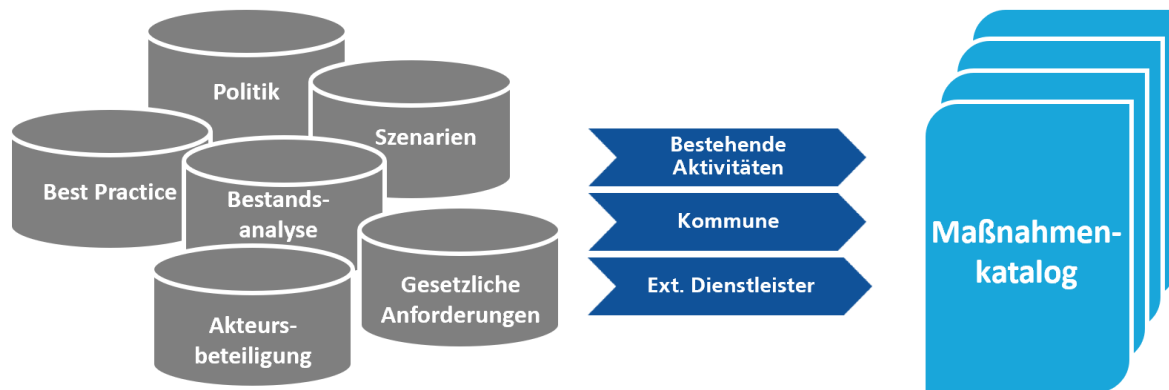 Politik
Szenarien
Best Practice
Bestands-
analyse
Gesetzliche
Anforderungen
Akteurs-
beteiligung
Bestehende
Aktivitäten
Kommune
Ext. Dienstleister
Maßnahmen-
katalog